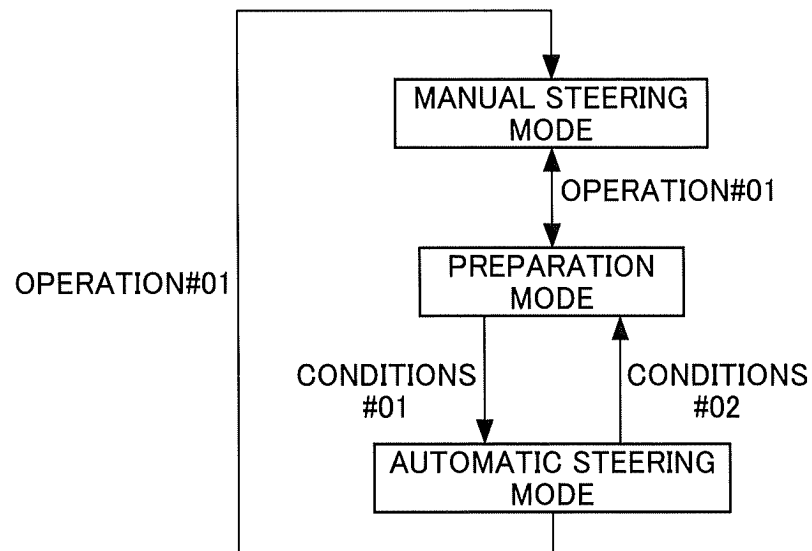 MANUAL STEERING
MODE
OPERATION#01
PREPARATION
MODE
OPERATION#01
CONDITIONS
#01
CONDITIONS
#02
AUTOMATIC STEERING
MODE